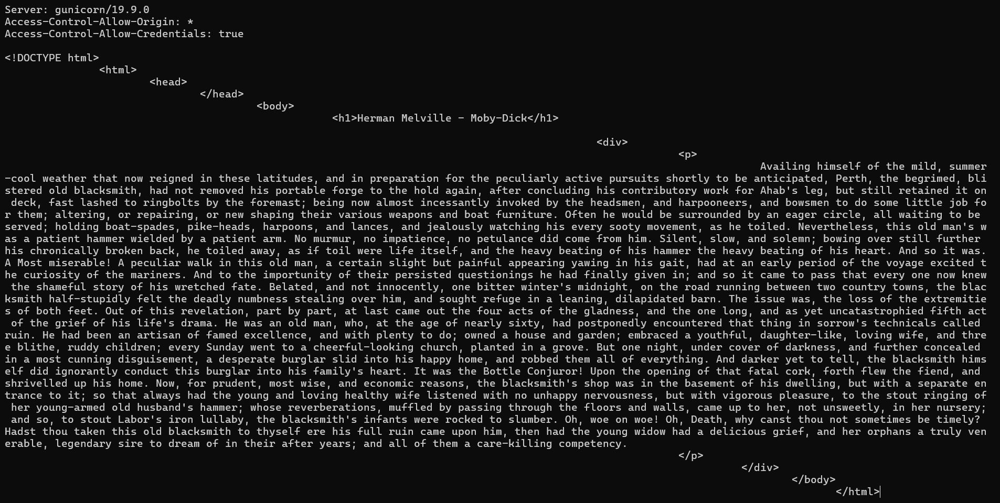 Server: gunicorn/19.9.0
Access-Control-Allow-Origin: *
Access-Control-Allow-Credentials: true
<!DOCTYPE html>
<html>
<head>
</head>
<body>
<h1>Herman Melville - Moby-Dick</h1>
<div>
<p>
Availing himself of the mild, summer
-cool weather that now reigned in these latitudes, and in preparation for the peculiarly active pursuits shortly to be anticipated, Perth, the begrimed, bli
stered old blacksmith, had not removed his portable forge to the hold again, after concluding his contributory work for Ahab's leg, but still retained it on
deck, fast lashed to ringbolts by the foremast; being now almost incessantly invoked by the headsmen, and harpooneers, and bowsmen to do some little job fo
r them; altering, or repairing, or new shaping their various weapons and boat furniture. Often he would be surrounded by an eager circle, all waiting to be
served; holding boat-spades, pike-heads, harpoons, and lances, and jealously watching his every sooty movement, as he toiled. Nevertheless, this old man's w
as a patient hammer wielded by a patient arm. No murmur, no impatience, no petulance did come from him. Silent, slow, and solemn; bowing over still further
his chronically broken back, he toiled away, as if toil were life itself, and the heavy beating of his hammer the heavy beating of his heart. And so it was.
A Most miserable! A peculiar walk in this old man, a certain slight but painful appearing yawing in his gait, had at an early period of the voyage excited t
he curiosity of the mariners. And to the importunity of their persisted questionings he had finally given in; and so it came to pass that every one now knew
the shameful story of his wretched fate. Belated, and not innocently, one bitter winter's midnight, on the road running between two country towns, the blac
ksmith half-stupidly felt the deadly numbness stealing over him, and sought refuge in a leaning, dilapidated barn. The issue was, the loss of the extremitie
s of both feet. Out of this revelation, part by part, at last came out the four acts of the gladness, and the one long, and as yet uncatastrophied fifth act
of the grief of his life's drama. He was an old man, who, at the age of nearly sixty, had postponedly encountered that thing in sorrow's technicals called
ruin. He had been an artisan of famed excellence, and with plenty to do; owned a house and garden; embraced a youthful, daughter-like, loving wife, and thre
e blithe, ruddy children; every Sunday went to a cheerful-looking church, planted in a grove. But one night, under cover of darkness, and further concealed
in a most cunning disguisement, a desperate burglar slid into his happy home, and robbed them all of everything. And darker yet to tell, the blacksmith hims
elf did ignorantly conduct this burglar into his family's heart. It was the Bottle Conjuror! Upon the opening of that fatal cork, forth flew the fiend, and
shrivelled up his home. Now, for prudent, most wise, and economic reasons, the blacksmith's shop was in the basement of his dwelling, but with a separate en
trance to it; so that always had the young and loving healthy wife listened with no unhappy nervousness, but with vigorous pleasure, to the stout ringing of
her young-armed old husband's hammer; whose reverberations, muffled by passing through the floors and walls, came up to her, not unsweetly, in her nursery;
and so, to stout Labor's iron lullaby, the blacksmith's infants were rocked to slumber. Oh, woe on woe! Oh, Death, why canst thou not sometimes be timely?
Hadst thou taken this old blacksmith to thyself ere his full ruin came upon him, then had the young widow had a delicious grief, and her orphans a truly ven
erable, legendary sire to dream of in their after years; and all of them a care-killing competency.
</p>
</div>
</body>
</html>